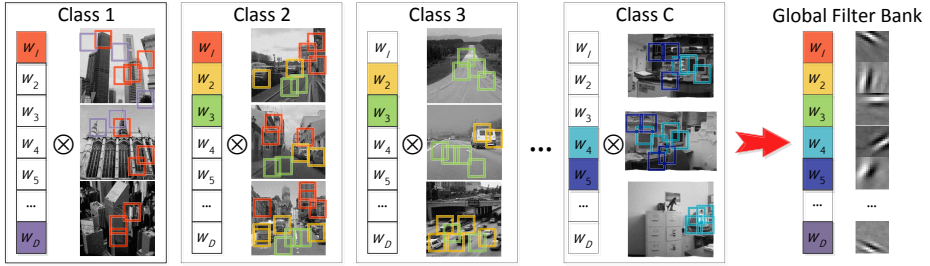 Class 1
W1
W2
W3
W4
W5
...
WD
⊗
Class 2
W1
W2
W3
W4
W5
...
WD
⊗
Class 3
W1
W2
W3
W4
W5
...
WD
⊗
...
Class C
W1
W2
W3
W4
W5
...
WD
⊗
Global Filter Bank
W1
W2
W3
W4
W5
...
WD
...